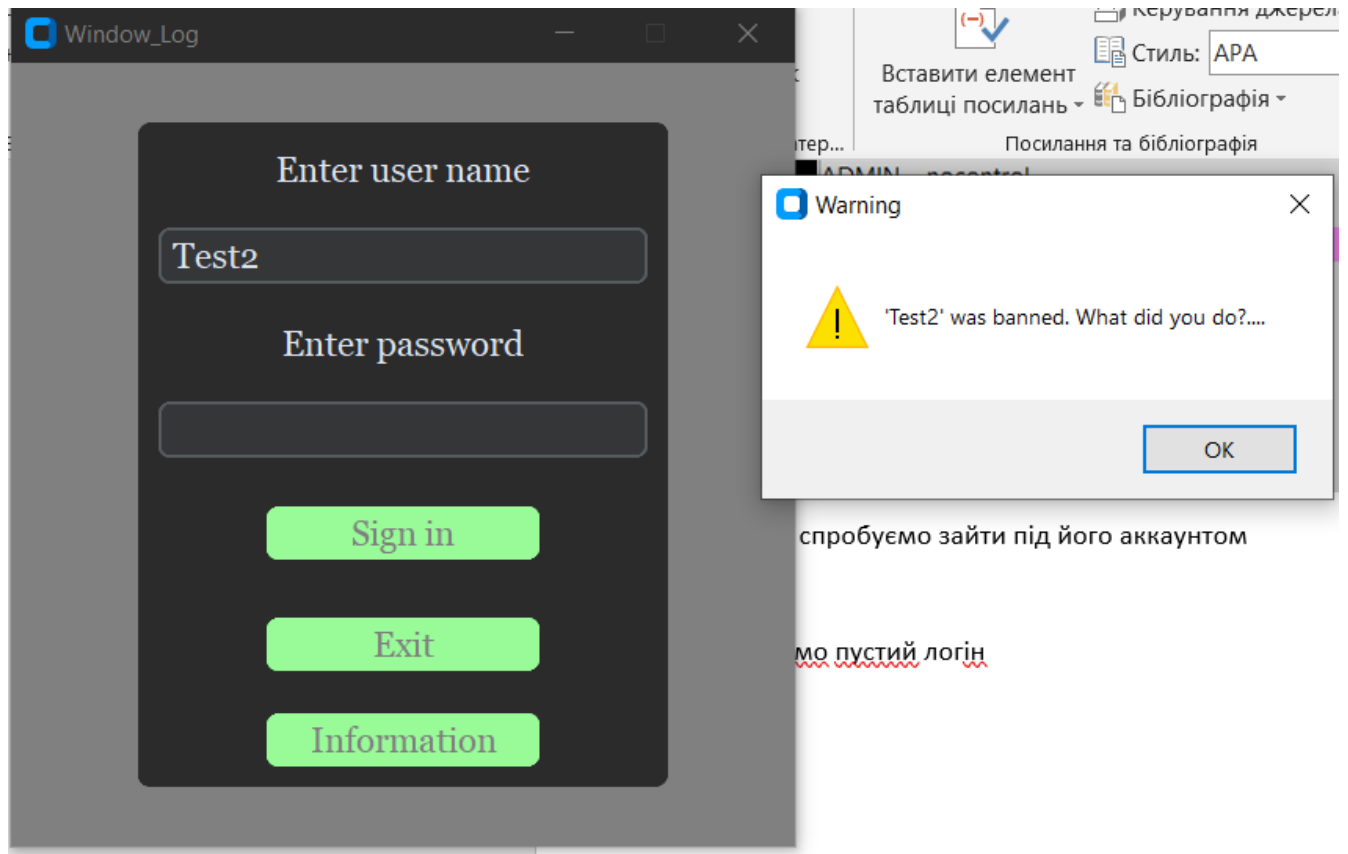 Window_Log
Enter user name
Test2
Enter password
Sign in
Exit
Information
Стиль: APA
Вставити елемент
таблиці посилань
Бібліографія
Посилання та бібліографія
Warning
'Test2' was banned. What did you do?....
OK
спробуємо зайти під його аккаунтом
пустий логін